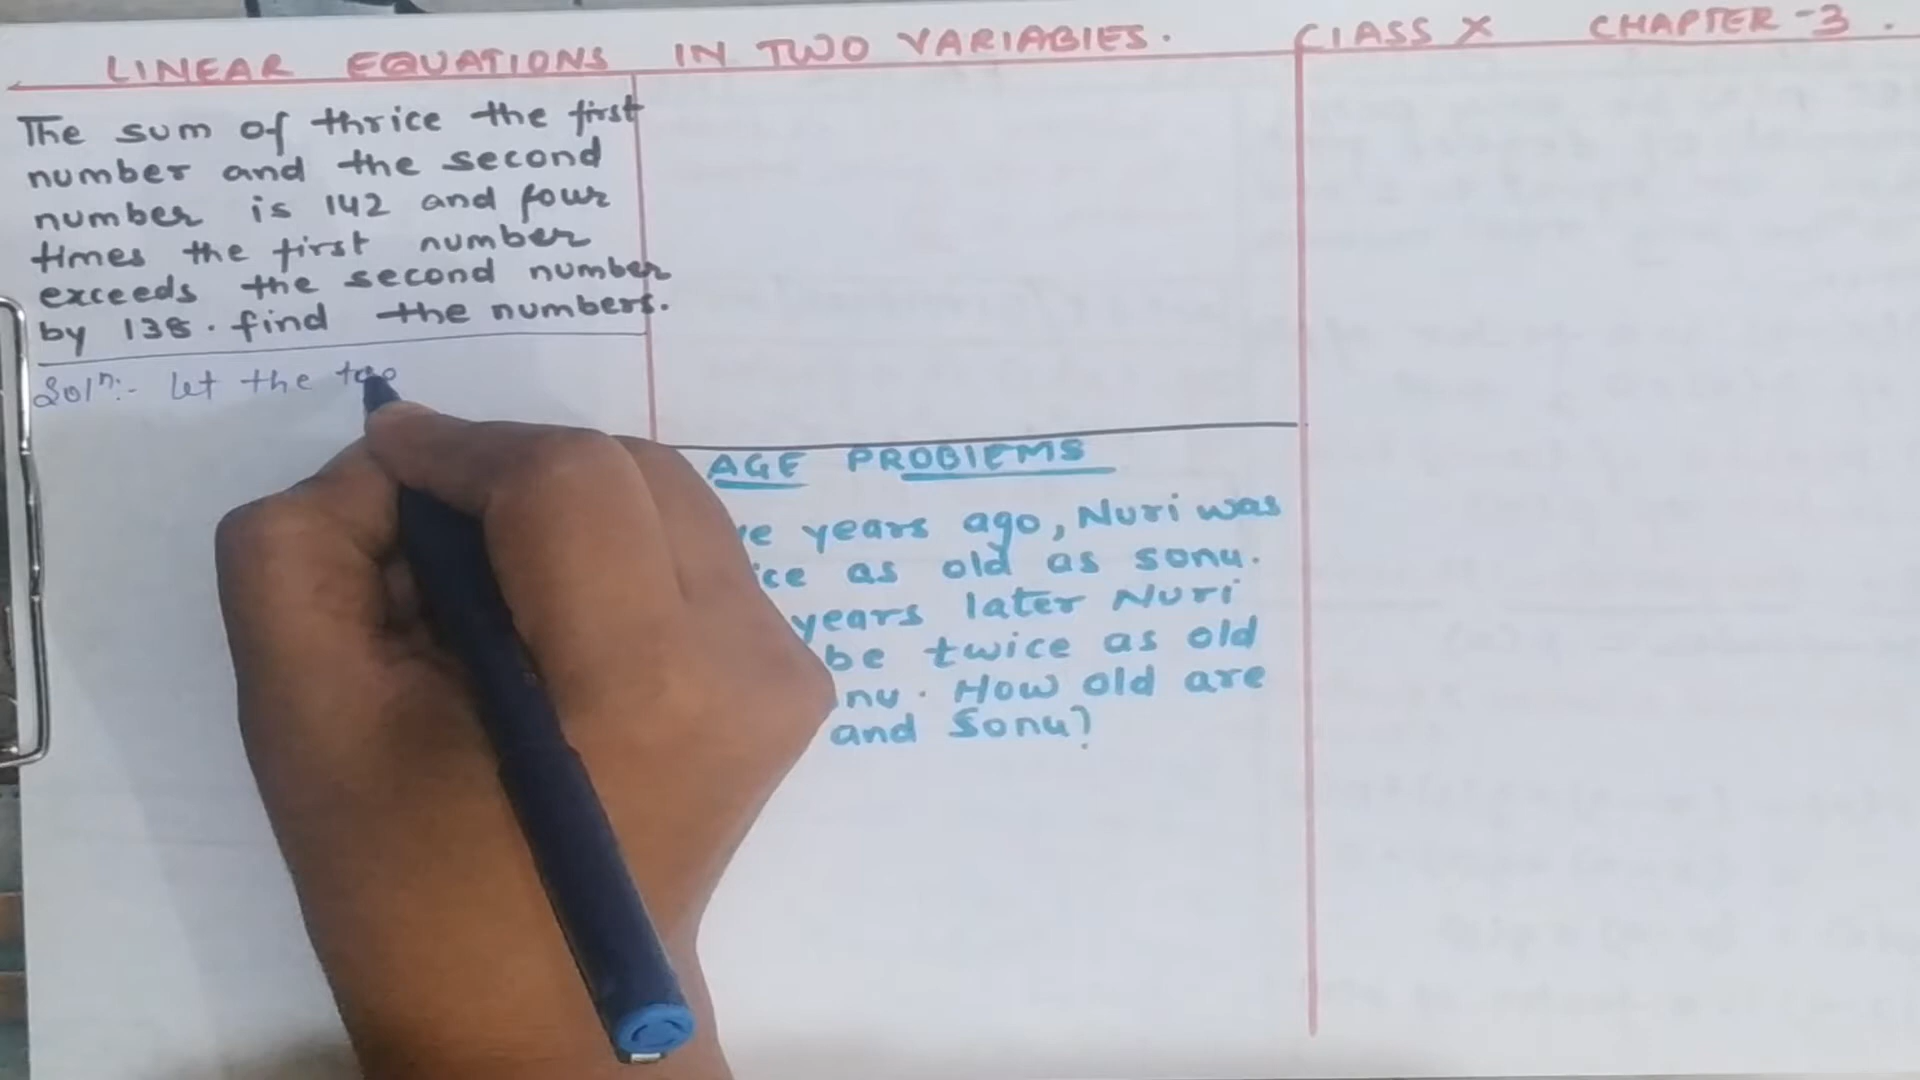 LINEAR EQUATIONS IN TWO VARIABLES. CLASS X CHAPTER-3.
The sum of thrice the first
number and the second
number is 142 and four
times the first number
exceeds the second number
by 138. find the numbers.
Solⁿ:- Let the two
AGE PROBLEMS
years ago, Nuri was
as old as sonu.
years later Nuri
be twice as old
How old are
and Sonu?